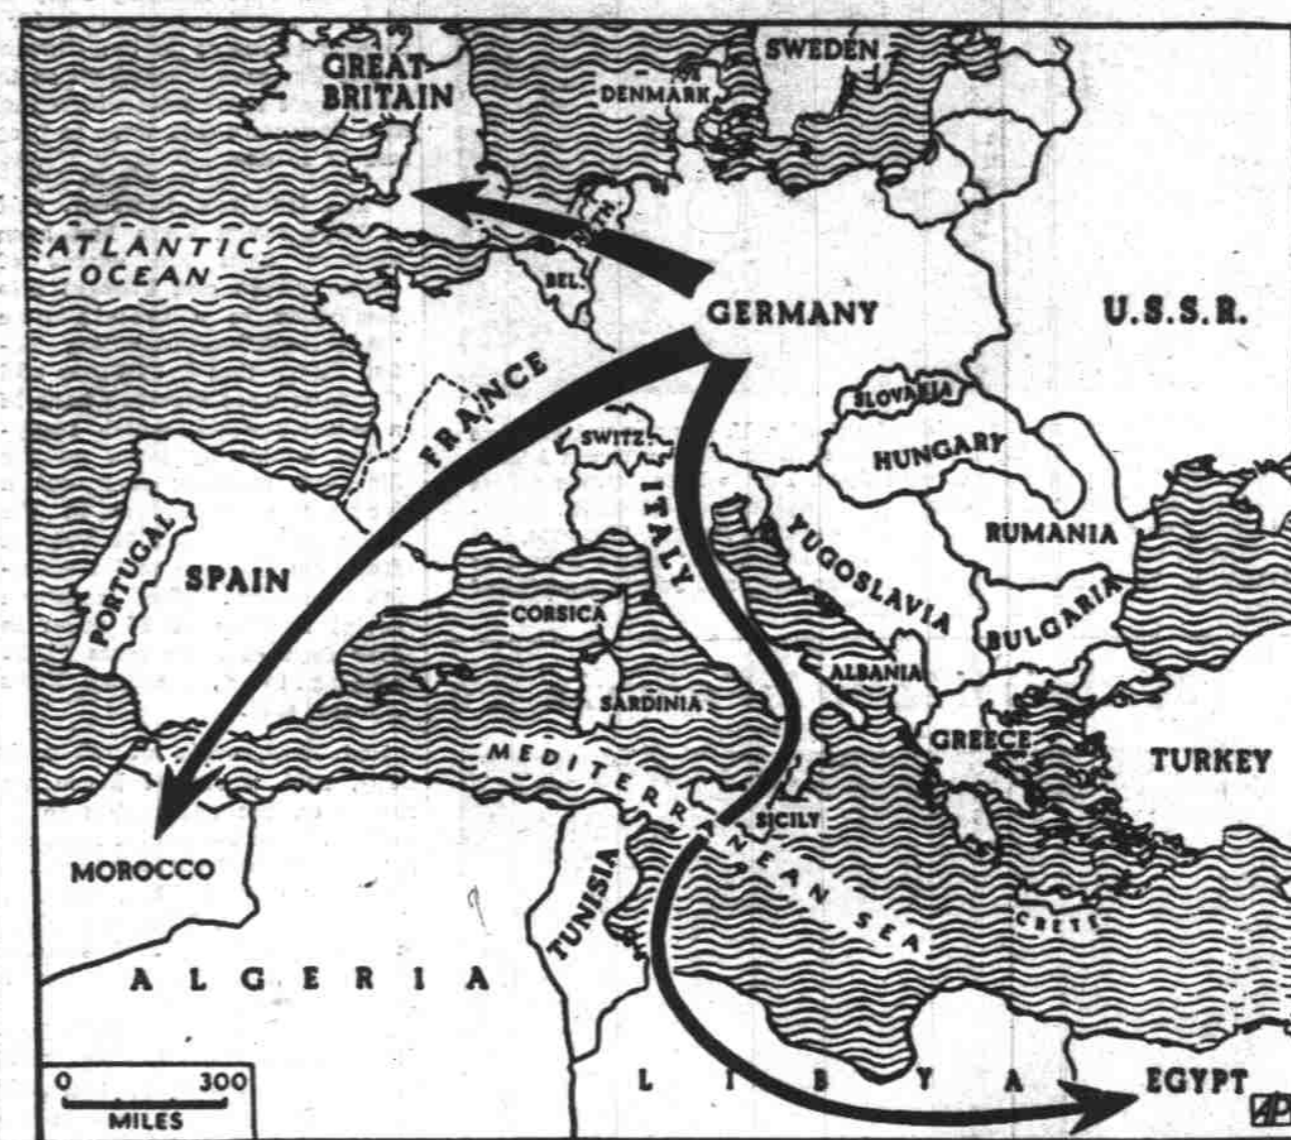 SWEDEN
GREAT
BRITAIN
DENMARK
NETH.
ATLANTIC
OCEAN
BEL.
GERMANY
U.S.S.R.
FRANCE
SLOVAKIA
SWITZ.
HUNGARY
ITALY
RUMANIA
PORTUGAL
SPAIN
YUGOSLAVIA
CORSICA
BULGARIA
ALBANIA
SARDINIA
GREECE
MEDITERRANEAN SEA
TURKEY
SICILY
MOROCCO
TUNISIA
CRETE
ALGERIA
LIBYA
EGYPT
0 300
MILES
AP